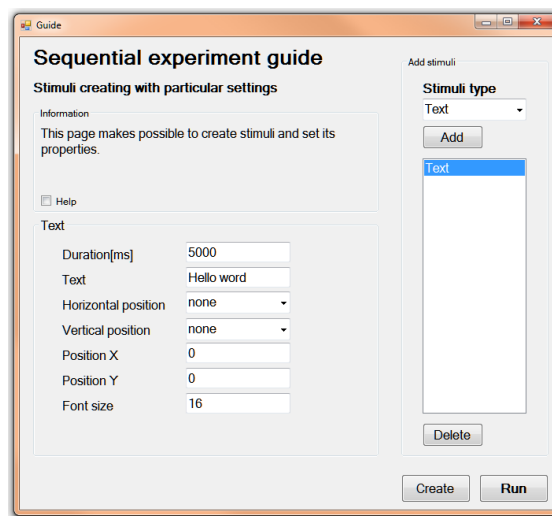 Guide
Sequential experiment guide
Stimuli creating with particular settings
Information
This page makes possible to create stimuli and set its
properties.
Help
Text
Duration[ms] 5000
Text Hello word
Horizontal position none
Vertical position none
Position X 0
Position Y 0
Font size 16
Add stimuli
Stimuli type
Text
Add
Text
Delete
Create Run